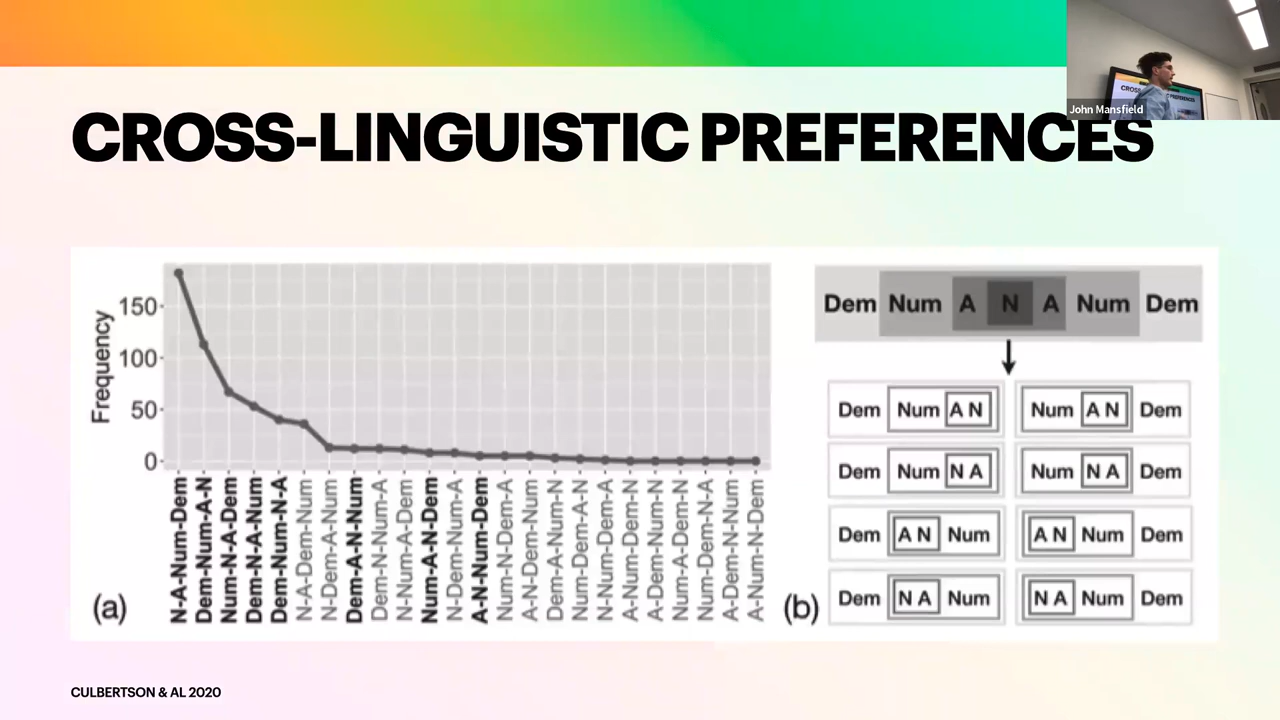 John Mansfield
CROSS-LINGUISTIC PREFERENCES
Frequency
150
100
50
0
N-A-Num-Dem
Dem-Num-A-N
Num-N-A-Dem
Dem-N-A-Num
Dem-Num-N-A
N-A-Dem-Num
N-Dem-A-Num
Dem-A-N-Num
Dem-N-Num-A
N-Num-A-Dem
Num-A-N-Dem
N-Dem-Num-A
A-N-Num-Dem
Num-N-Dem-A
A-N-Dem-Num
Dem-A-Num-N
Num-Dem-A-N
N-Num-Dem-A
A-Num-Dem-N
A-Dem-Num-N
Num-A-Dem-N
Num-Dem-N-A
A-Dem-N-Num
A-Num-N-Dem
(a)
Dem Num A N A Num Dem
Dem Num A N Num A N Dem
Dem Num N A Num N A Dem
Dem A N Num A N Num Dem
Dem N A Num N A Num Dem
(b)
CULBERTSON & AL 2020